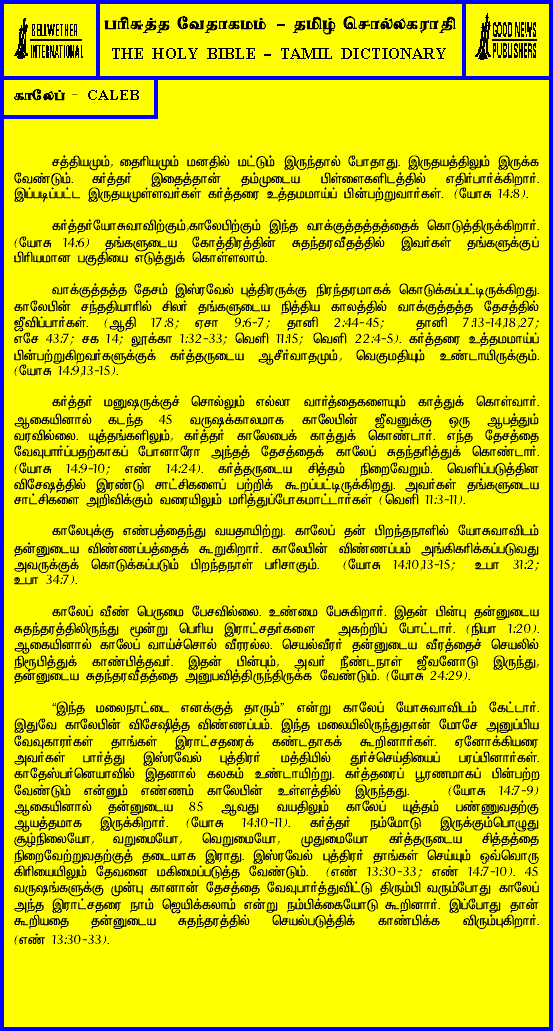 BELLWETHER
INTERNATIONAL
பரிசுத்த வேதாகமம் - தமிழ் சொல்லகராதி
THE HOLY BIBLE - TAMIL DICTIONARY
GOOD NEWS
PUBLISHERS
காலேப் - CALEB
சத்தியமும், தைரியமும் மனதில் மட்டும் இருந்தால் போதாது. இருதயத்திலும் இருக்க
வேண்டும். கர்த்தர் இதைத்தான் தம்முடைய பிள்ளைகளிடத்தில் எதிர்பார்க்கிறார்.
இப்படிப்பட்ட இருதயமுள்ளவர்கள் கர்த்தரை உத்தமமாய்ப் பின்பற்றுவார்கள். (யோசு 14:8).
கர்த்தர்யோசுவாவிற்கும்,காலேபிற்கும் இந்த வாக்குத்தத்தத்தைக் கொடுத்திருக்கிறார்.
(யோசு 14:6) தங்களுடைய கோத்திரத்தின் சுதந்தரவீதத்தில் இவர்கள் தங்களுக்குப்
பிரியமான பகுதியை எடுத்துக் கொள்ளலாம்.
வாக்குத்தத்த தேசம் இஸ்ரவேல் புத்திரருக்கு நிரந்தரமாகக் கொடுக்கப்பட்டிருக்கிறது.
காலேபின் சந்ததியாரில் சிலர் தங்களுடைய நித்திய காலத்தில் வாக்குத்தத்த தேசத்தில்
ஜீவிப்பார்கள். (ஆதி 17:8; ஏசா 9:6-7; தானி 2:44-45; தானி 7:13-14,18,27;
எசே 43:7; சக 14; லூக்கா 1:32-33; வெளி 11:15; வெளி 22:4-5). கர்த்தரை உத்தமமாய்ப்
பின்பற்றுகிறவர்களுக்குக் கர்த்தருடைய ஆசீர்வாதமும், வெகுமதியும் உண்டாயிருக்கும்.
(யோசு 14:9,13-15).
கர்த்தர் மனுஷருக்குச் சொல்லும் எல்லா வார்த்தைகளையும் காத்துக் கொள்வார்.
ஆகையினால் கடந்த 45 வருஷக்காலமாக காலேபின் ஜீவனுக்கு ஒரு ஆபத்தும்
வரவில்லை. யுத்தங்களிலும், கர்த்தர் காலேபைக் காத்துக் கொண்டார். எந்த தேசத்தை
வேவுபார்ப்பதற்காகப் போனாரோ அந்தத் தேசத்தைக் காலேப் சுதந்தரித்துக் கொண்டார்.
(யோசு 14:9-10; எண் 14:24). கர்த்தருடைய சித்தம் நிறைவேறும். வெளிப்படுத்தின
விசேஷத்தில் இரண்டு சாட்சிகளைப் பற்றிக் கூறப்பட்டிருக்கிறது. அவர்கள் தங்களுடைய
சாட்சிகளை அறிவிக்கும் வரையிலும் மரித்துப்போகமாட்டார்கள் (வெளி 11:3-11).
காலேபுக்கு எண்பத்தைந்து வயதாயிற்று. காலேப் தன் பிறந்தநாளில் யோசுவாவிடம்
தன்னுடைய விண்ணப்பத்தைக் கூறுகிறார். காலேபின் விண்ணப்பம் அங்கிகரிக்கப்படுவது
அவருக்குக் கொடுக்கப்படும் பிறந்தநாள் பரிசாகும். (யோசு 14:10,13-15; உபா 31:2;
உபா 34:7).
காலேப் வீண் பெருமை பேசவில்லை. உண்மை பேசுகிறார். இதன் பின்பு தன்னுடைய
சுதந்தரத்திலிருந்து மூன்று பெரிய இராட்சதர்களை அகற்றிப் போட்டார். (நியா 1:20).
ஆகையினால் காலேப் வாய்ச்சொல் வீரரல்ல. செயல்வீரர் தன்னுடைய வீரத்தைச் செயலில்
நிரூபித்துக் காண்பித்தவர். இதன் பின்பும், அவர் நீண்டநாள் ஜீவனோடு இருந்து,
தன்னுடைய சுதந்தரவீதத்தை அனுபவித்திருந்திருக்க வேண்டும். (யோசு 24:29).
“இந்த மலைநாட்டை எனக்குத் தாரும்” என்று காலேப் யோசுவாவிடம் கேட்டார்.
இதுவே காலேபின் விசேஷித்த விண்ணப்பம். இந்த மலையிலிருந்துதான் மோசே அனுப்பிய
வேவுகாரர்கள் தாங்கள் இராட்சதரைக் கண்டதாகக் கூறினார்கள். ஏனோக்கியரை
அவர்கள் பார்த்து இஸ்ரவேல் புத்திரர் மத்தியில் துர்ச்செய்தியைப் பரப்பினார்கள்.
காதேஸ்பர்னெயாவில் இதனால் கலகம் உண்டாயிற்று. கர்த்தரைப் பூரணமாகப் பின்பற்ற
வேண்டும் என்னும் எண்ணம் காலேபின் உள்ளத்தில் இருந்தது. (யோசு 14:7-9)
ஆகையினால் தன்னுடைய 85 ஆவது வயதிலும் காலேப் யுத்தம் பண்ணுவதற்கு
ஆயத்தமாக இருக்கிறார். (யோசு 14:10-11). கர்த்தர் நம்மோடு இருக்கும்பொழுது
சூழ்நிலையோ, வறுமையோ, வெறுமையோ, முதுமையோ கர்த்தருடைய சித்தத்தை
நிறைவேற்றுவதற்குத் தடையாக இராது. இஸ்ரவேல் புத்திரர் தாங்கள் செய்யும் ஒவ்வொரு
கிரியையிலும் தேவனை மகிமைப்படுத்த வேண்டும். (எண் 13:30-33; எண் 14:7-10). 45
வருஷங்களுக்கு முன்பு கானான் தேசத்தை வேவுபார்த்துவிட்டு திரும்பி வரும்போது காலேப்
அந்த இராட்சதரை நாம் ஜெயிக்கலாம் என்று நம்பிக்கையோடு கூறினார். இப்போது தான்
கூறியதை தன்னுடைய சுதந்தரத்தில் செயல்படுத்திக் காண்பிக்க விரும்புகிறார்.
(எண் 13:30-33).